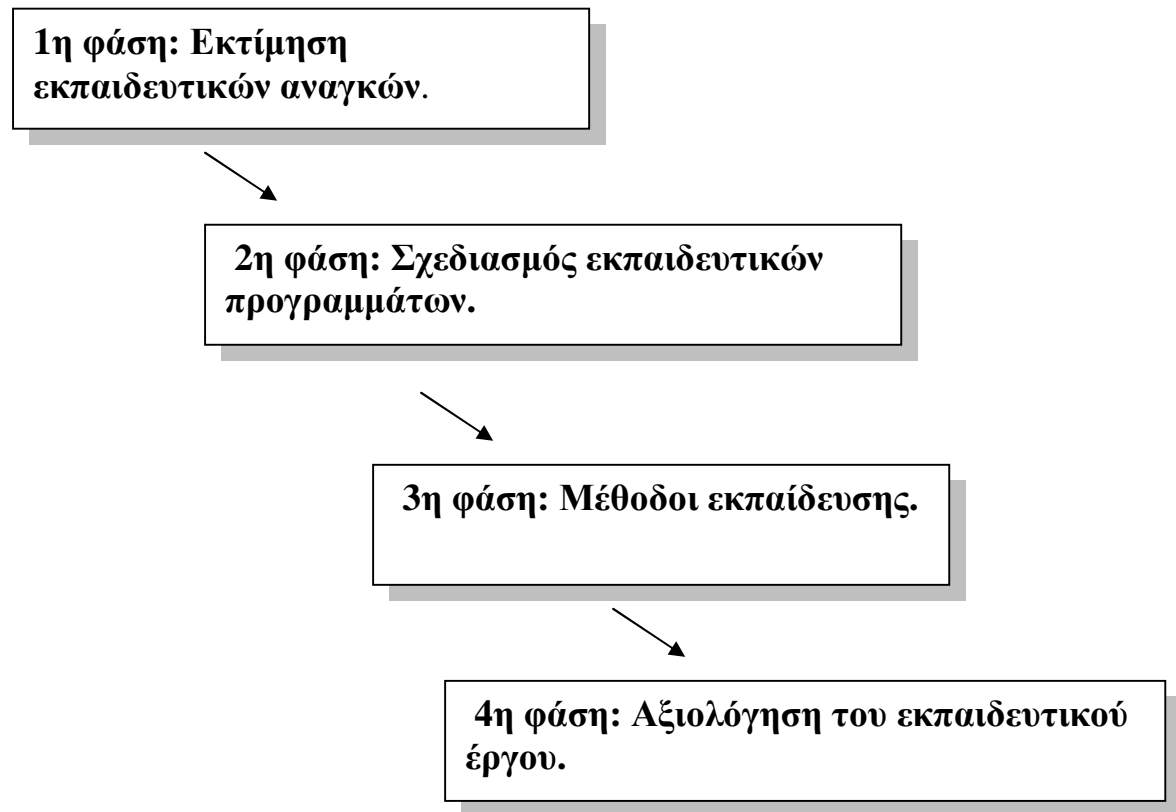 1η φάση: Εκτίμηση
εκπαιδευτικών αναγκών.
2η φάση: Σχεδιασμός εκπαιδευτικών
προγραμμάτων.
3η φάση: Μέθοδοι εκπαίδευσης.
4η φάση: Αξιολόγηση του εκπαιδευτικού
έργου.